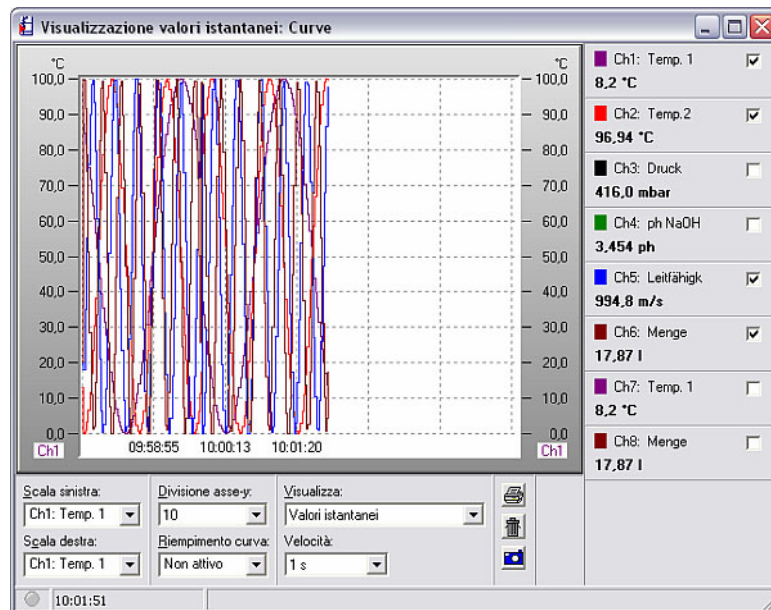 Visualizzazione valori istantanei: Curve
°C °C
100,0 100,0
90,0 90,0
80,0 80,0
70,0 70,0
60,0 60,0
50,0 50,0
40,0 40,0
30,0 30,0
20,0 20,0
10,0 10,0
0,0 0,0
Ch1 09:58:55 10:00:13 10:01:20 Ch1
Ch1: Temp. 1
8,2 °C
Ch2: Temp.2
96,94 °C
Ch3: Druck
416,0 mbar
Ch4: ph NaOH
3,454 ph
Ch5: Leitfähigk
994,8 m/s
Ch6: Menge
17,87 l
Ch7: Temp. 1
8,2 °C
Ch8: Menge
17,87 l
Scala sinistra: Divisione asse-y: Visualizza:
Ch1: Temp. 1 10 Valori istantanei
Scala destra: Riempimento curva: Velocità:
Ch1: Temp. 1 Non attivo 1 s
10:01:51